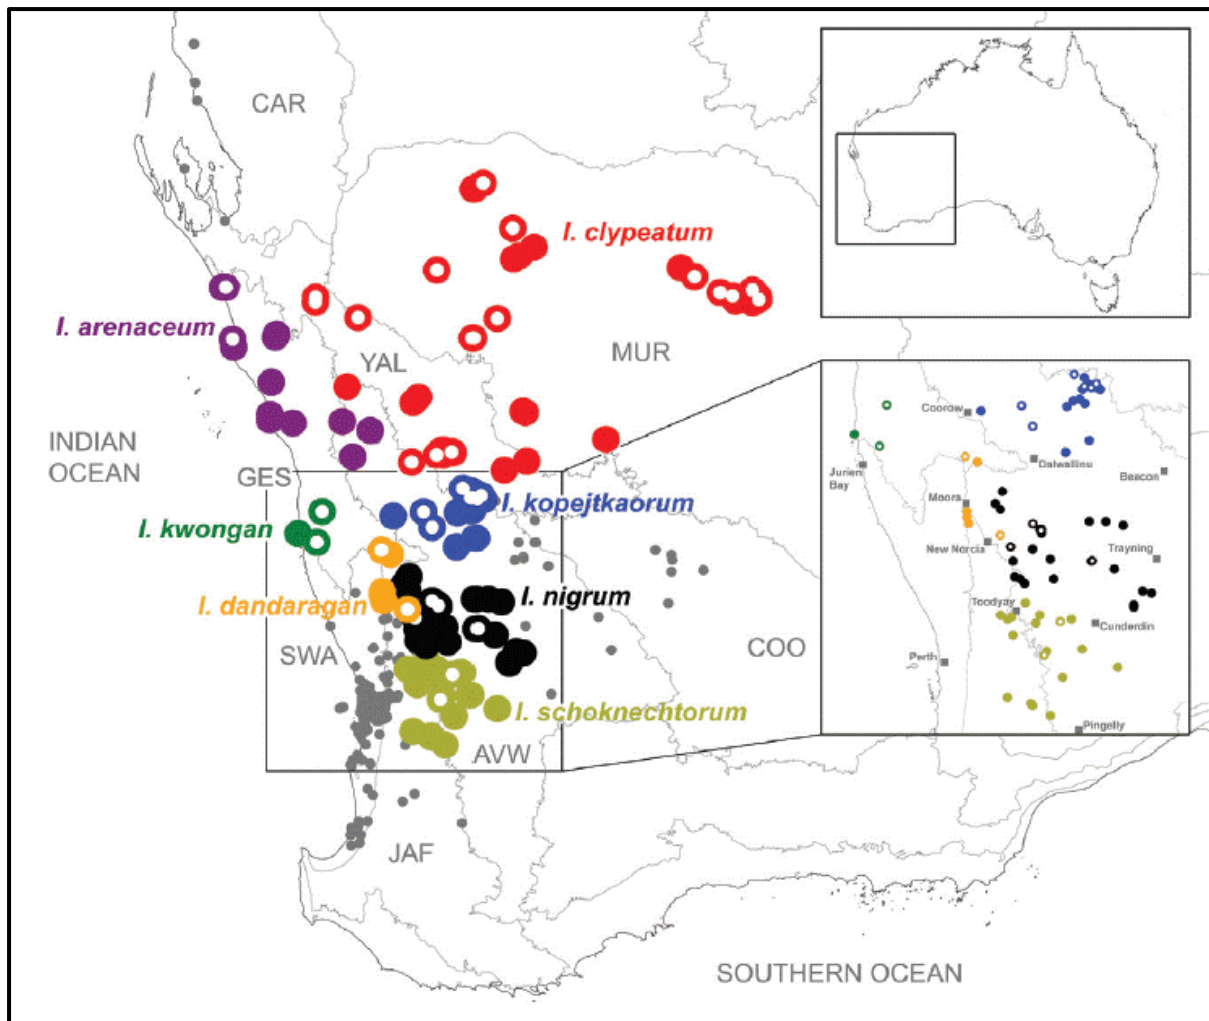 CAR
I. clypeatum
I. arenaceum
YAL
MUR
INDIAN
OCEAN
GES
I. kopejtkaorum
I. kwongan
I. dandaragan
I. nigrum
SWA
COO
I. schoknechtorum
AVW
JAF
SOUTHERN OCEAN
Coorow
Jurien
Bay
Dalwallinu
Beacon
Moora
New Norcia
Trayning
Toodyay
Cunderdin
Perth
Pingelly